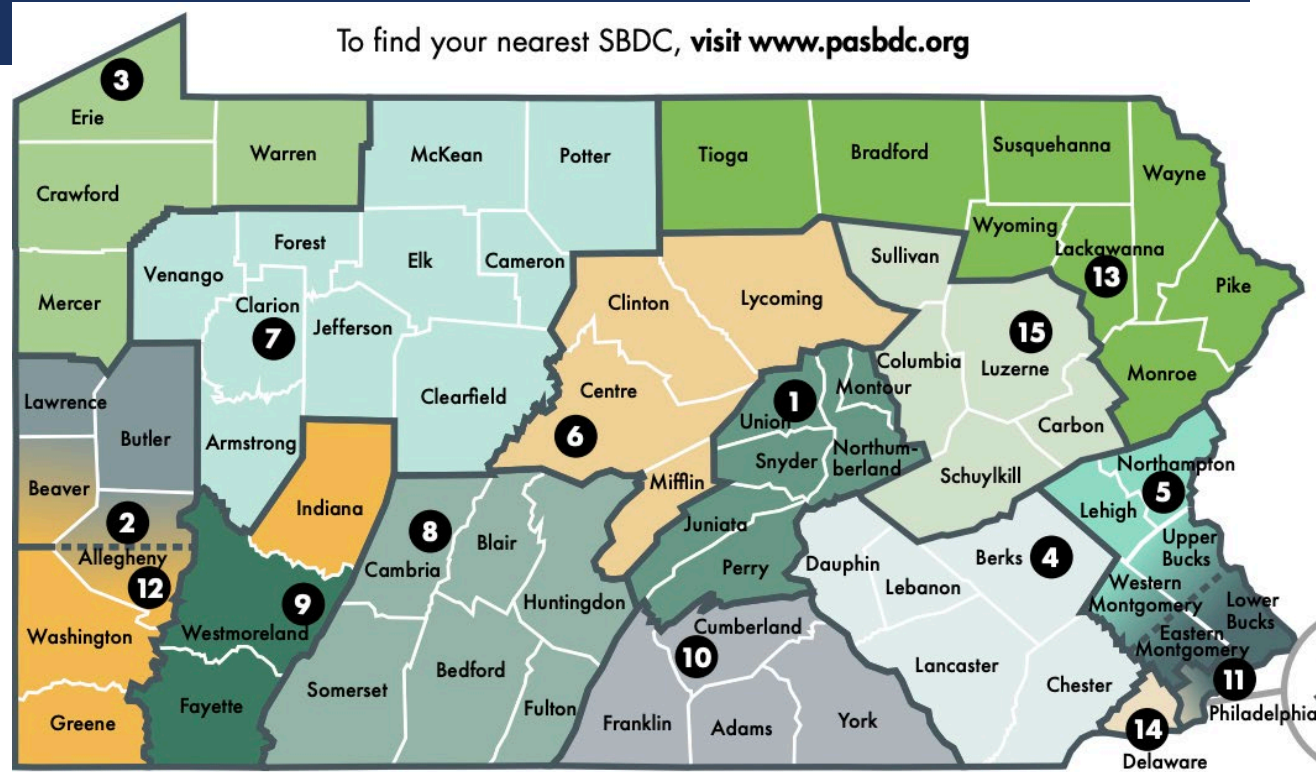 To find your nearest SBDC, visit www.pasbdc.org
3
Erie
Warren
McKean
Potter
Tioga
Bradford
Susquehanna
Wayne
Crawford
Wyoming
Lackawanna
13
Pike
Forest
Venango
Elk
Cameron
Sullivan
Mercer
Clarion
7
Jefferson
Clinton
Lycoming
15
Luzerne
Columbia
Monroe
Lawrence
Butler
Clearfield
Centre
6
1
Union
Montour
Carbon
Armstrong
Snyder
Northum-
berland
Schuylkill
Northampton
5
Lehigh
Beaver
Indiana
Mifflin
2
Allegheny
12
8
Cambria
Blair
Juniata
Perry
Dauphin
Lebanon
Berks
4
Upper
Bucks
Western
Montgomery
Lower
Bucks
Eastern
Montgomery
9
Westmoreland
Huntingdon
Washington
Cumberland
10
Lancaster
Chester
11
Philadelphia
Greene
Fayette
Somerset
Bedford
Fulton
Franklin
Adams
York
14
Delaware